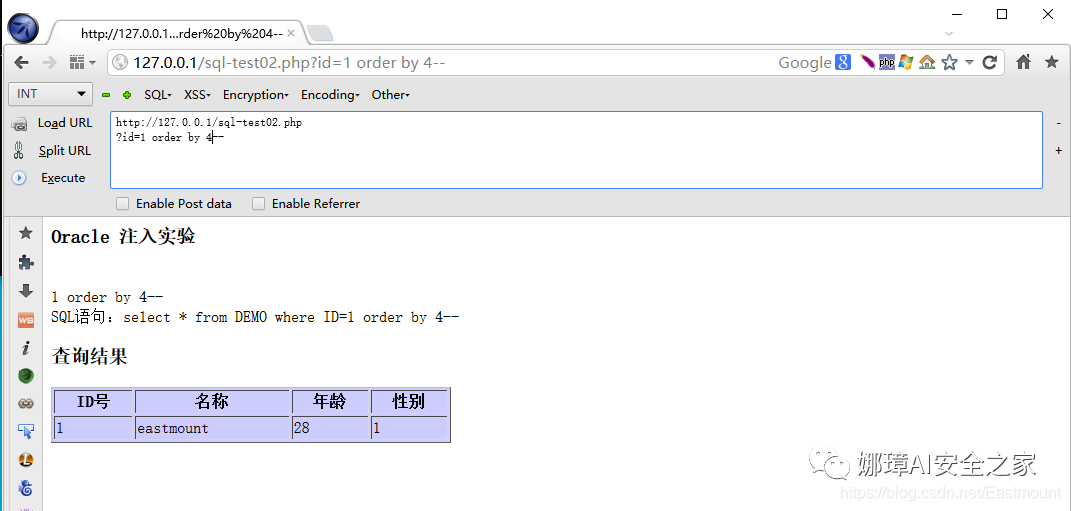 http://127.0.0.1...rder%20by%204-- ×
127.0.0.1/sql-test02.php?id=1 order by 4--
Google
php
INT
SQL
XSS
Encryption
Encoding
Other
Load URL
http://127.0.0.1/sql-test02.php
?id=1 order by 4--
Split URL
Execute
Enable Post data
Enable Referrer
Oracle 注入实验
1 order by 4--
SQL语句：select * from DEMO where ID=1 order by 4--
查询结果
ID号 名称 年龄 性别
1 eastmount 28 1
娜璋AI安全之家
https://blog.csdn.net/Eastmount